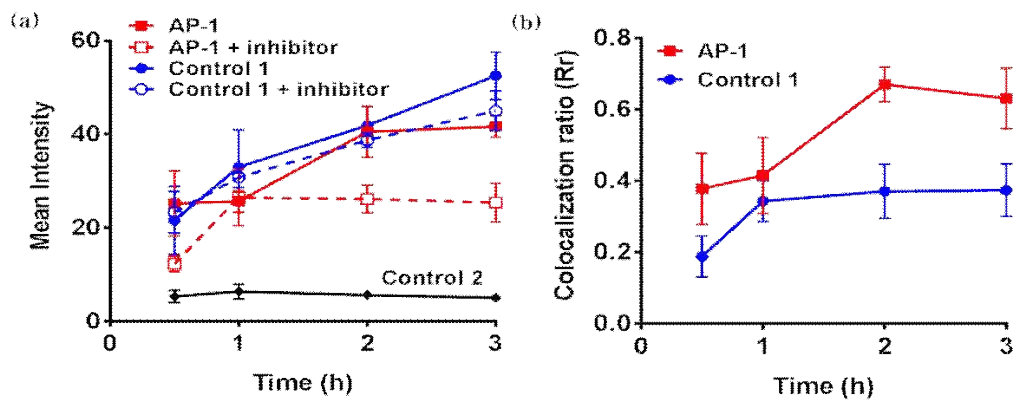 (a)
AP-1
AP-1 + inhibitor
Control 1
Control 1 + inhibitor
Control 2
Mean Intensity
60
40
20
0
0 1 2 3
Time (h)
(b)
AP-1
Control 1
Colocalization ratio (Rr)
0.8
0.6
0.4
0.2
0.0
0 1 2 3
Time (h)